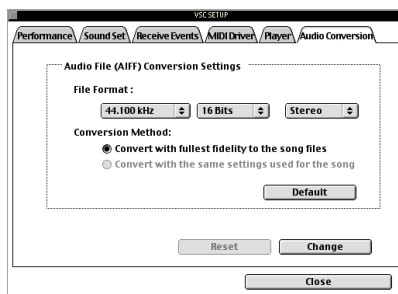 VSC SETUP
Performance Sound Set Receive Events MIDI Driver Player Audio Conversion
Audio File (AIFF) Conversion Settings
File Format :
44.100 kHz 16 Bits Stereo
Conversion Method:
Convert with fullest fidelity to the song files
Convert with the same settings used for the song
Default
Reset Change
Close